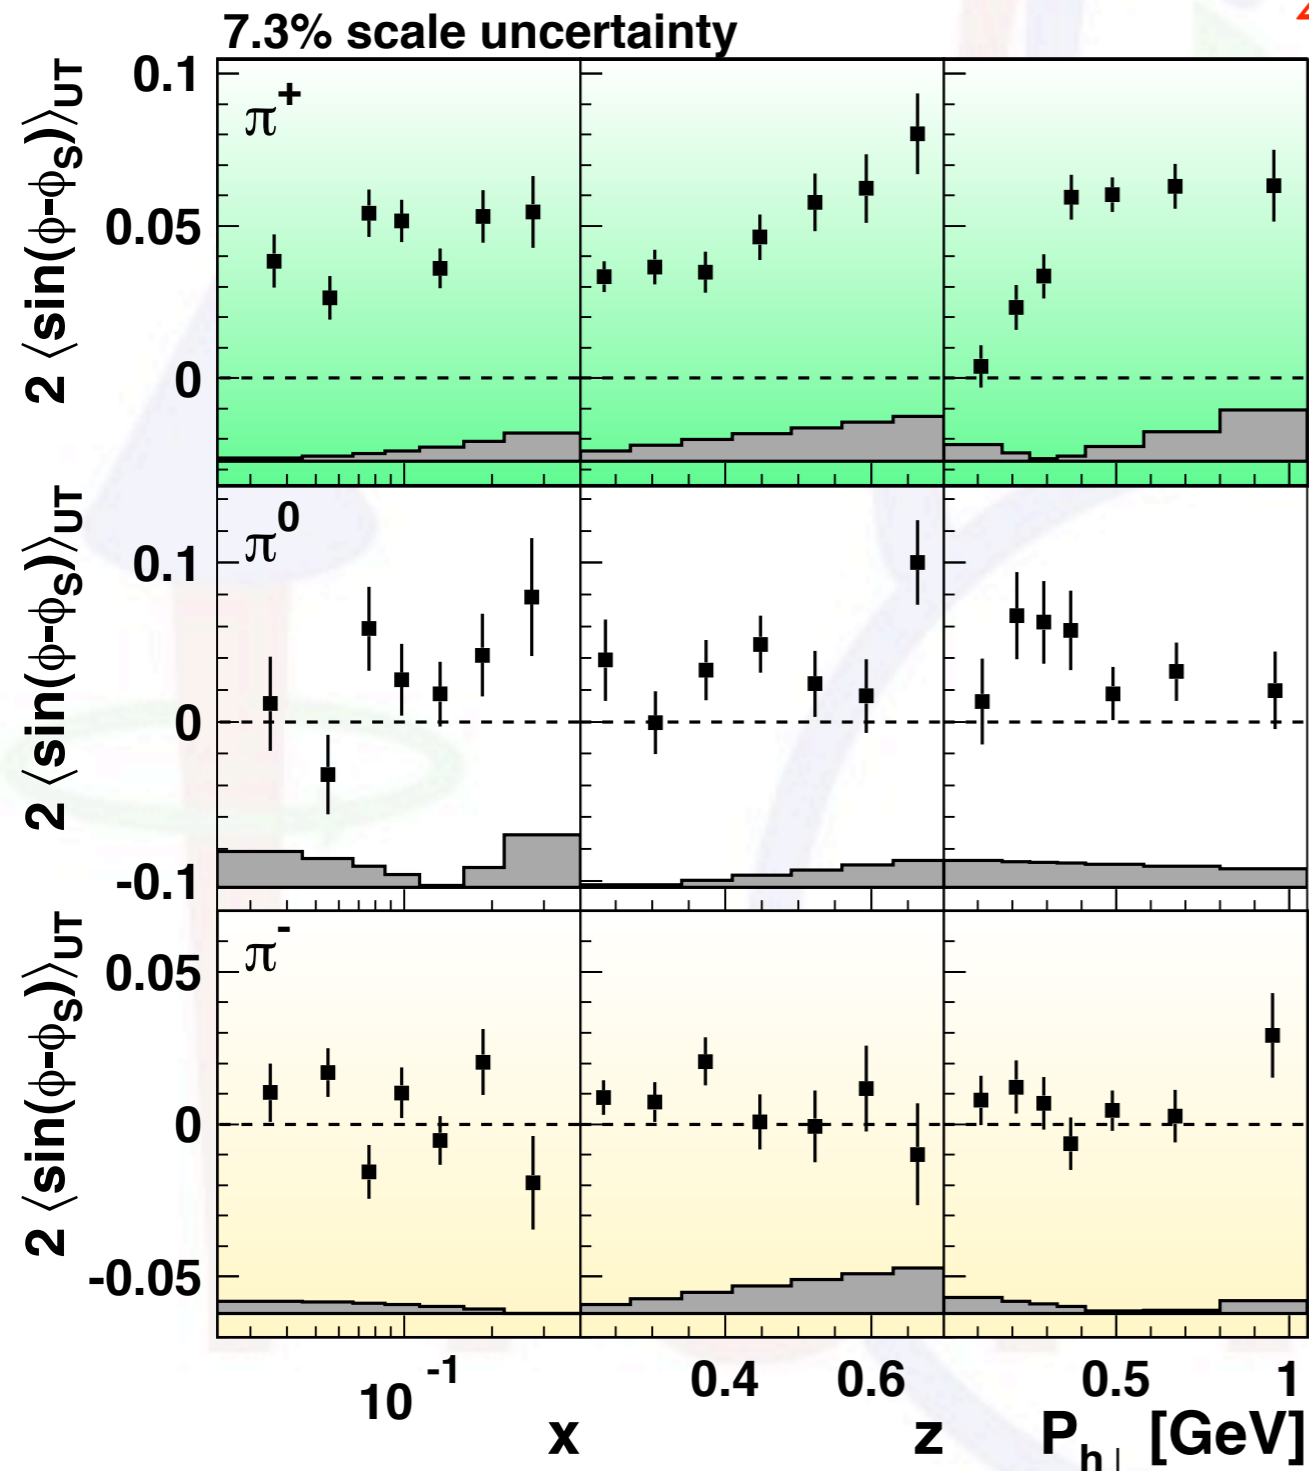 7.3% scale uncertainty
2 ⟨sin(ϕ-ϕS)⟩UT
0.1
0.05
0
π+
2 ⟨sin(ϕ-ϕS)⟩UT
0.1
0
-0.1
π0
2 ⟨sin(ϕ-ϕS)⟩UT
0.05
0
-0.05
π-
10-1
0.4
0.6
0.5
1
x
z
Ph⊥ [GeV]